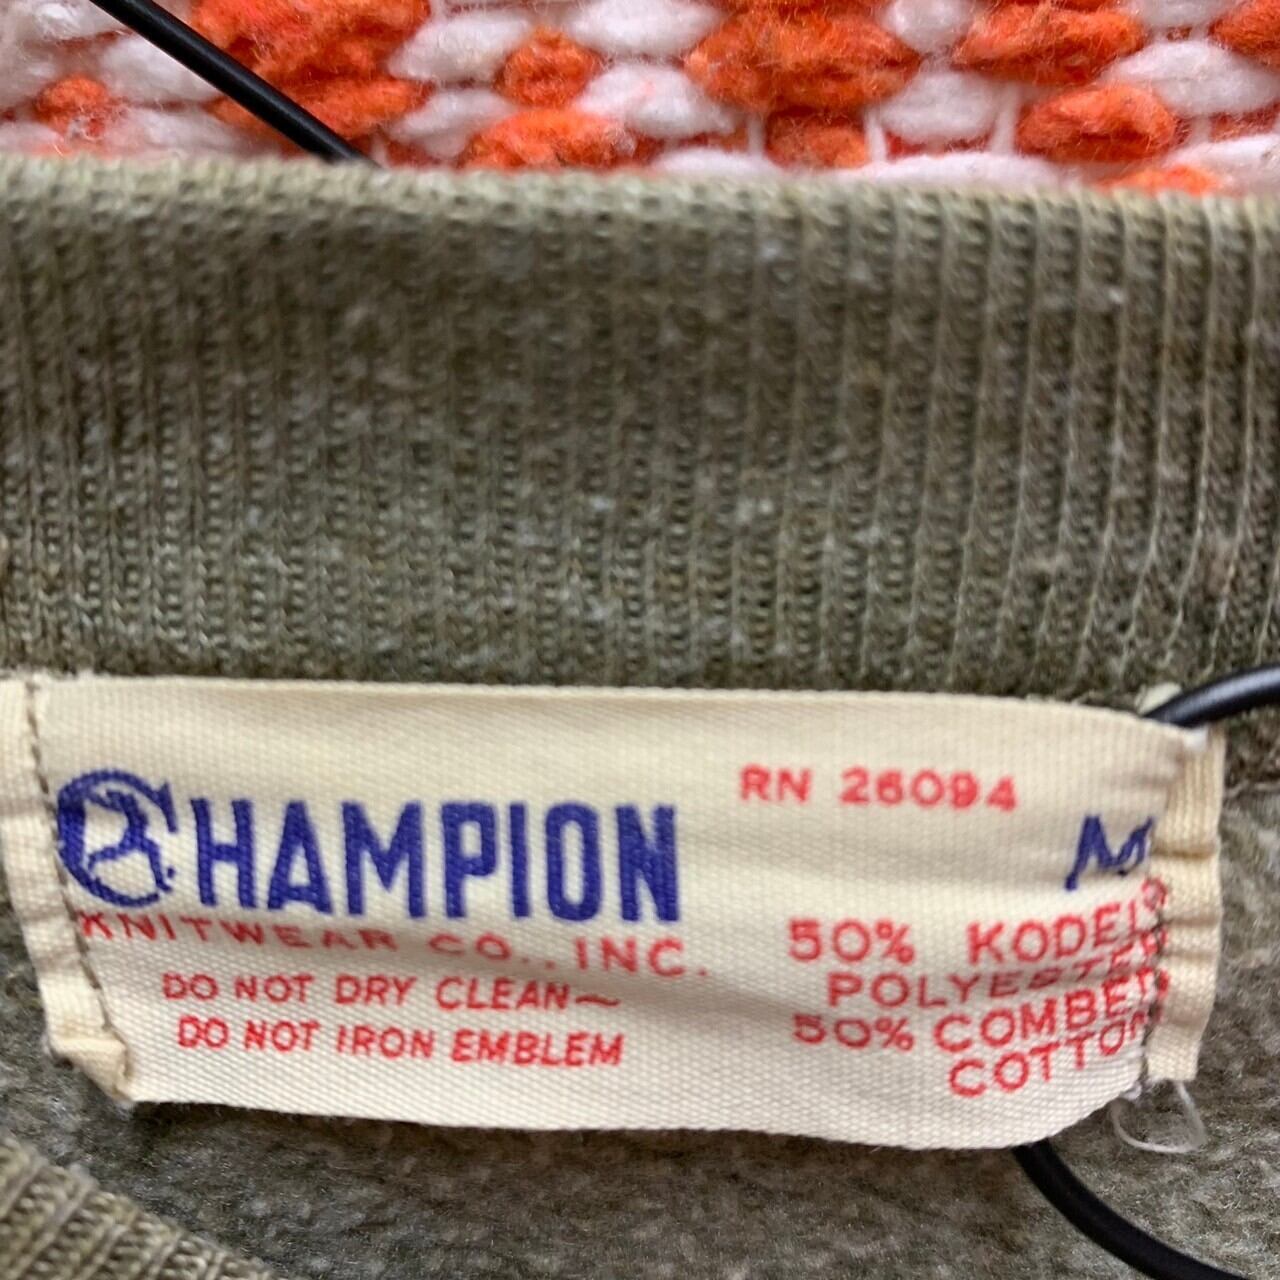 CHAMPION
KNITWEAR CO., INC.
DO NOT DRY CLEAN~
DO NOT IRON EMBLEM
RN 26094
50% KODEL
POLYESTER
50% COMBED
COTTON